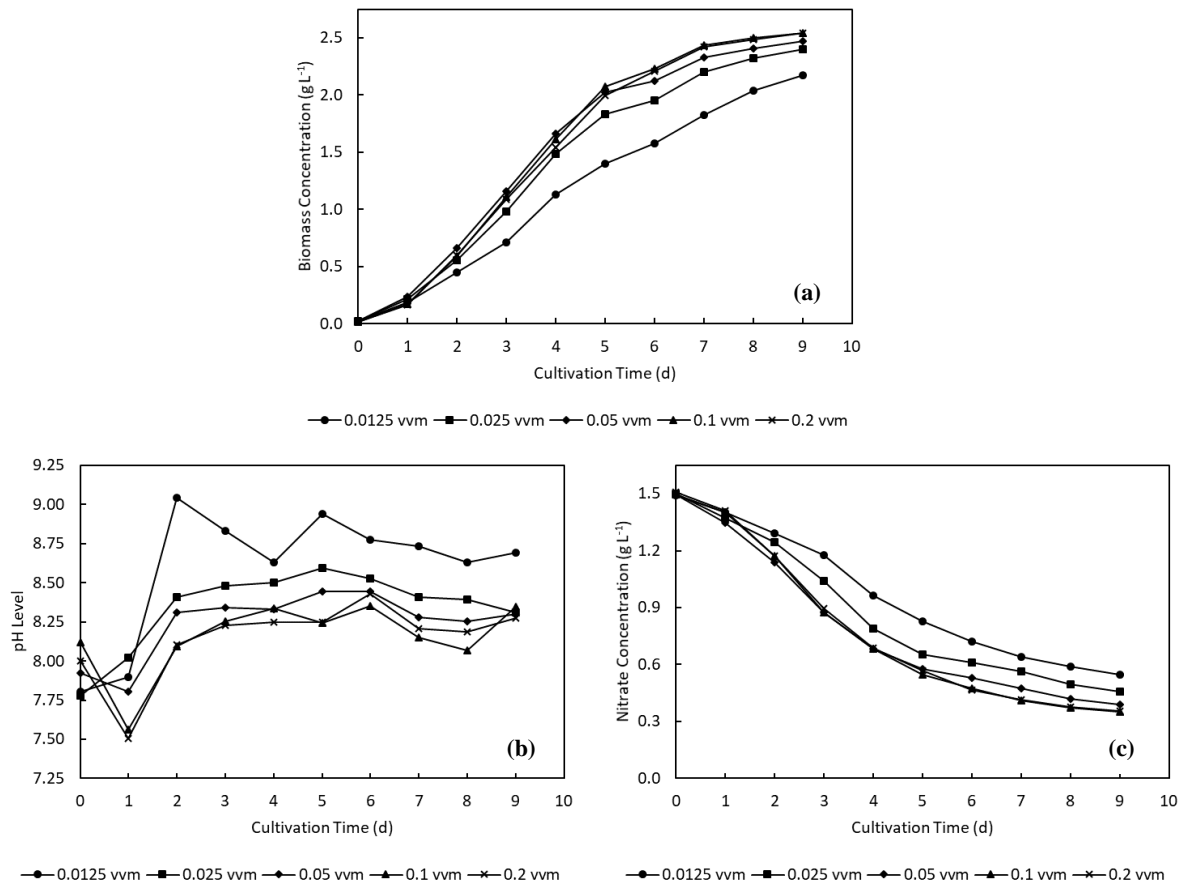 Biomass Concentration (g L⁻¹)
2.5
2.0
1.5
1.0
0.5
0.0
(a)
0 1 2 3 4 5 6 7 8 9 10
Cultivation Time (d)
0.0125 vvm 0.025 vvm 0.05 vvm 0.1 vvm 0.2 vvm
pH Level
9.25
9.00
8.75
8.50
8.25
8.00
7.75
7.50
7.25
(b)
0 1 2 3 4 5 6 7 8 9 10
Cultivation Time (d)
0.0125 vvm 0.025 vvm 0.05 vvm 0.1 vvm 0.2 vvm
Nitrate Concentration (g L⁻¹)
1.5
1.2
0.9
0.6
0.3
0.0
(c)
0 1 2 3 4 5 6 7 8 9 10
Cultivation Time (d)
0.0125 vvm 0.025 vvm 0.05 vvm 0.1 vvm 0.2 vvm